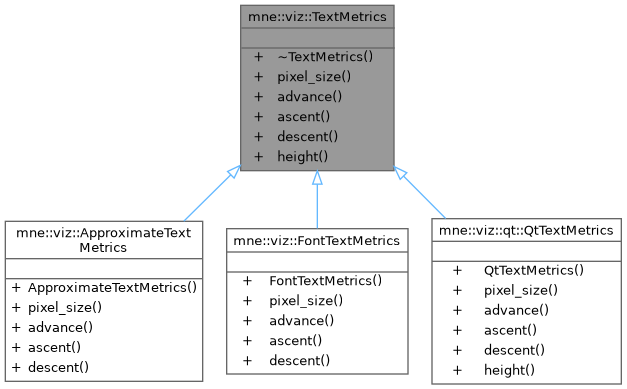 mne::viz::TextMetrics
+ ~TextMetrics()
+ pixel_size()
+ advance()
+ ascent()
+ descent()
+ height()
mne::viz::ApproximateText
Metrics
+ ApproximateTextMetrics()
+ pixel_size()
+ advance()
+ ascent()
+ descent()
mne::viz::FontTextMetrics
+ FontTextMetrics()
+ pixel_size()
+ advance()
+ ascent()
+ descent()
mne::viz::qt::QtTextMetrics
+ QtTextMetrics()
+ pixel_size()
+ advance()
+ ascent()
+ descent()
+ height()